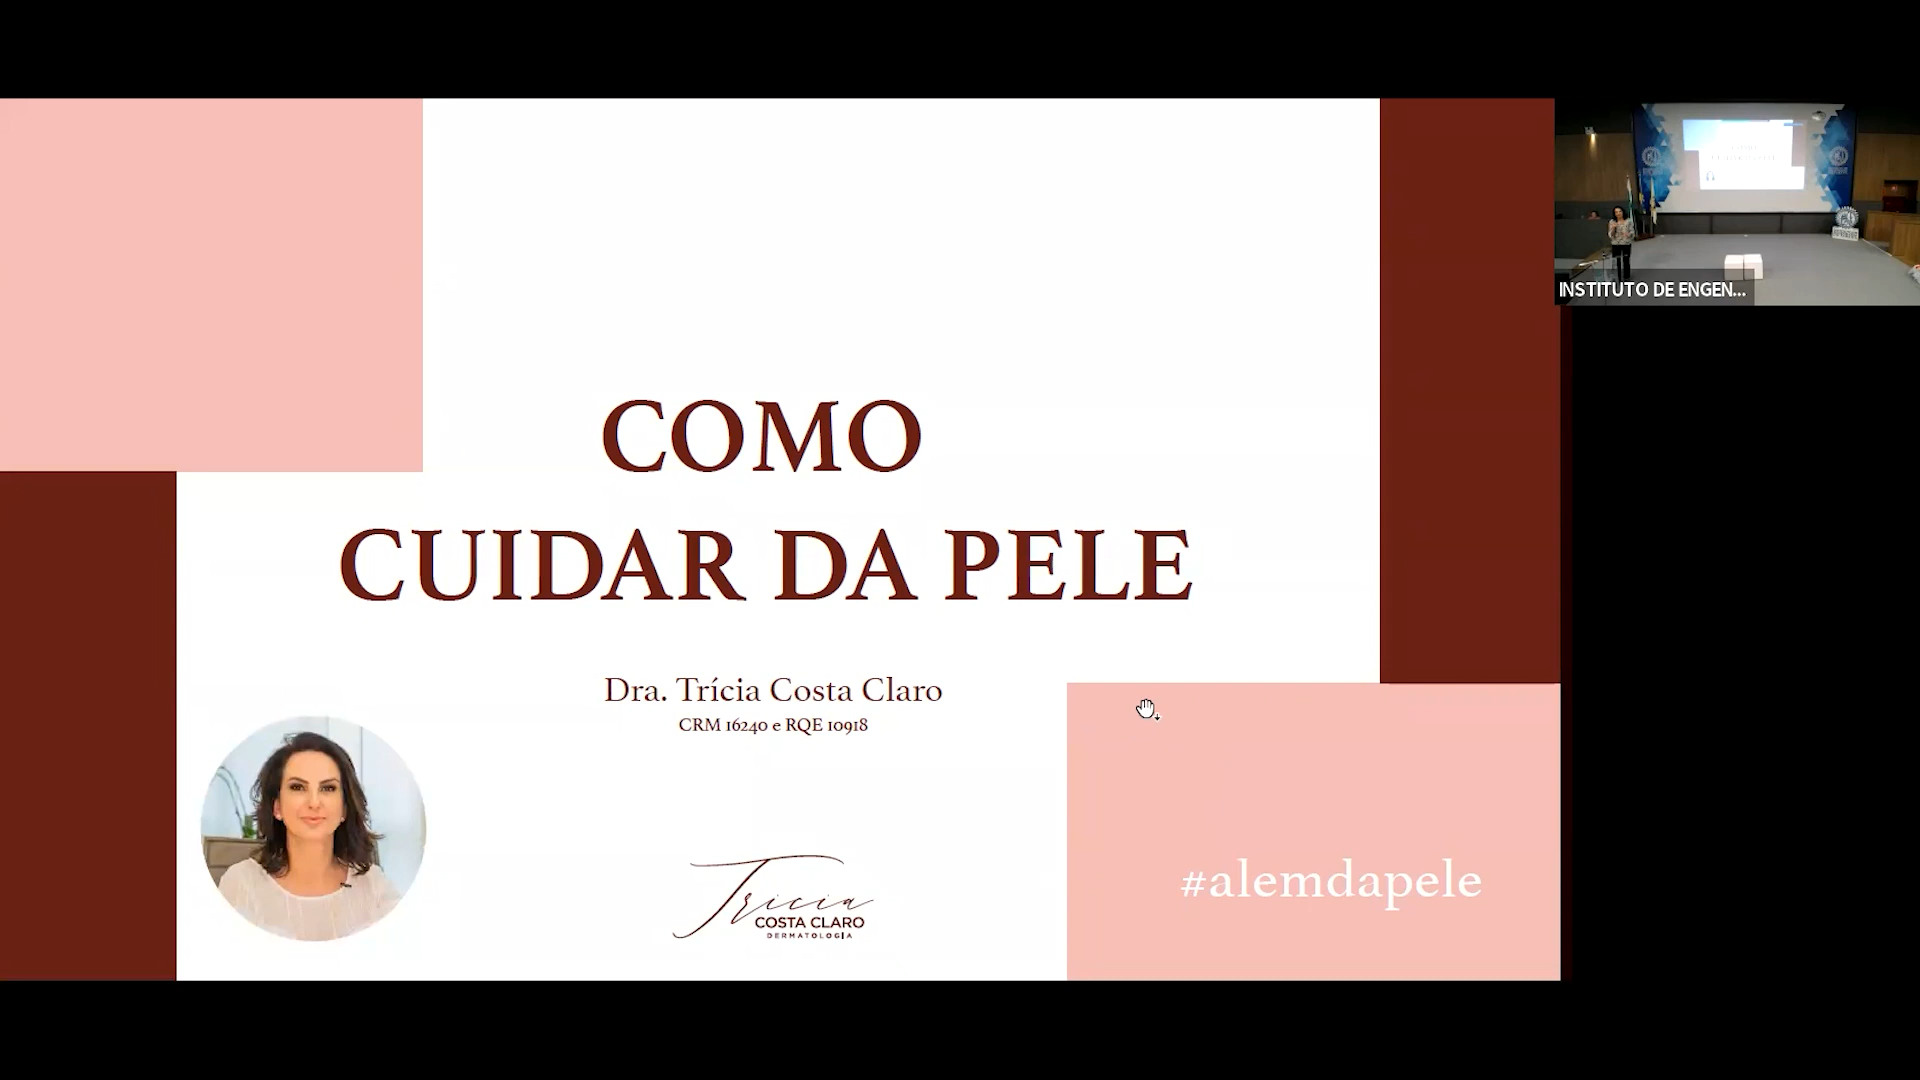 COMO
CUIDAR DA PELE
Dra. Trícia Costa Claro
CRM 16240 e RQE 10918
Tricia
COSTA CLARO
DERMATOLOGIA
#alemdapele
INSTITUTO DE ENGEN...